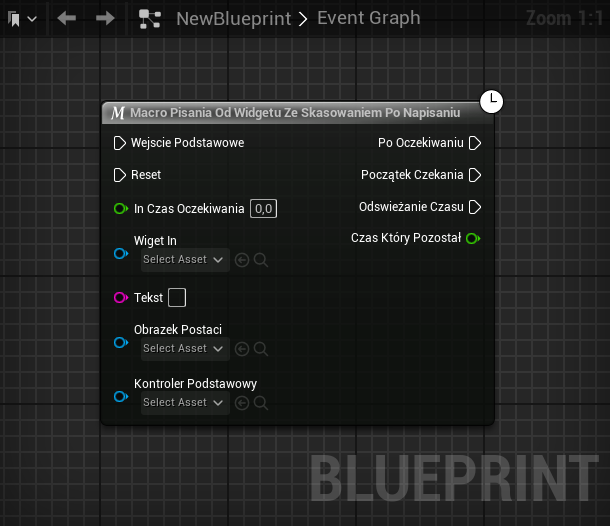 NewBlueprint > Event Graph
Zoom 1:1
Macro Pisania Od Widgetu Ze Skasowaniem Po Napisaniu
Wejscie Podstawowe
Po Oczekiwaniu
Reset
Początek Czekania
In Czas Oczekiwania 0,0
Odswieżanie Czasu
Wiget In
Czas Który Pozostał
Select Asset
Tekst
Obrazek Postaci
Select Asset
Kontroler Podstawowy
Select Asset
BLUEPRINT